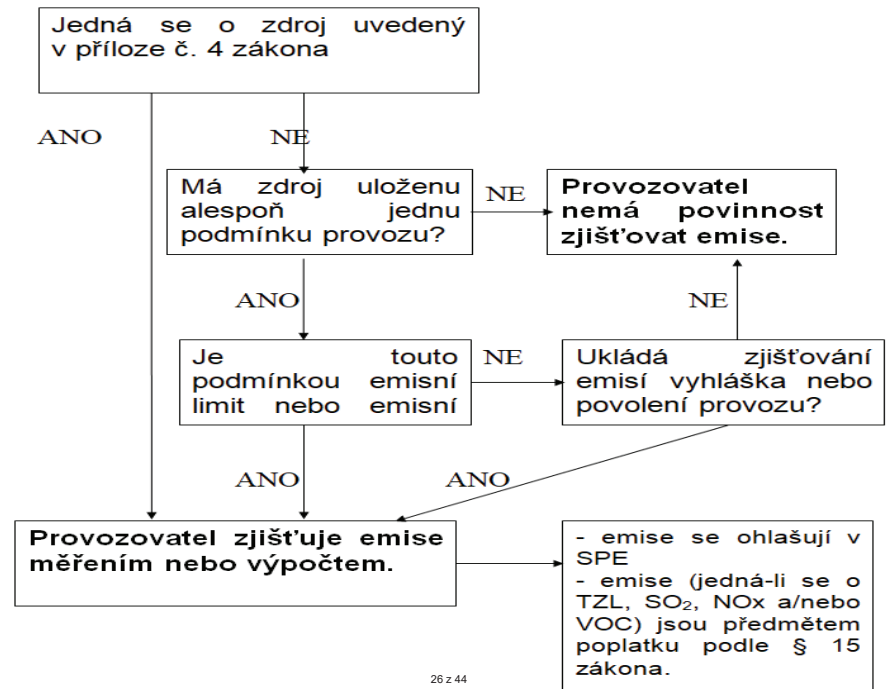 Jedná se o zdroj uvedený
v příloze č. 4 zákona
ANO
NE
Má zdroj uloženu
alespoň jednu
podmínku provozu?
NE
Provozovatel
nemá povinnost
zjišťovat emise.
ANO
NE
Je touto
podmínkou emisní
limit nebo emisní
NE
Ukládá zjišťování
emisí vyhláška nebo
povolení provozu?
ANO
ANO
Provozovatel zjišťuje emise
měřením nebo výpočtem.
- emise se ohlašují v
SPE
- emise (jedná-li se o
TZL, SO₂, NOx a/nebo
VOC) jsou předmětem
poplatku podle § 15
zákona.
26 z 44